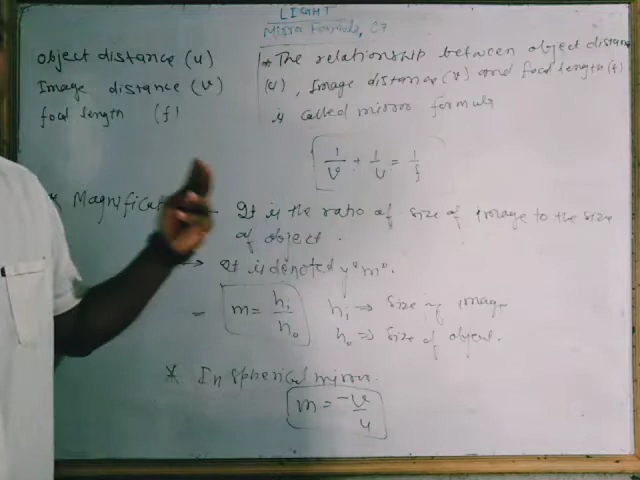 LIGHT
Mirror Formula, C7
object distance (u)
Image distance (v)
focal length (f)
* The relationship between object distance
(u), Image distance (v) and focal length (f)
is called mirror formula
1/v + 1/u = 1/f
* Magnificat
It is the ratio of size of image to the size
of object.
→ It is denoted y "m".
= m = hi/ho
hi → size of image
ho ⇒ size of object.
* In spherical mirror.
m = -v/u